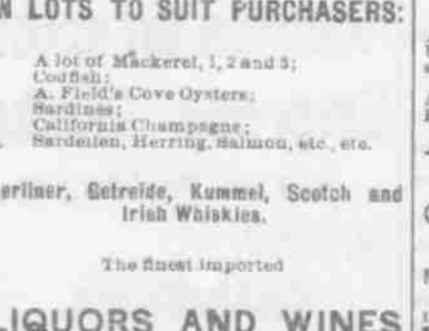 N LOTS TO SUIT PURCHASERS:
A lot of Mackerel, 1, 2 and 3;
Codfish;
A. Field's Cove Oysters;
Sardines;
California Champagne;
Sardellen, Herring, Salmon, etc., etc.
erliner, Getreide, Kummel, Scotch and
Irish Whiskies.
The finest imported
LIQUORS AND WINES